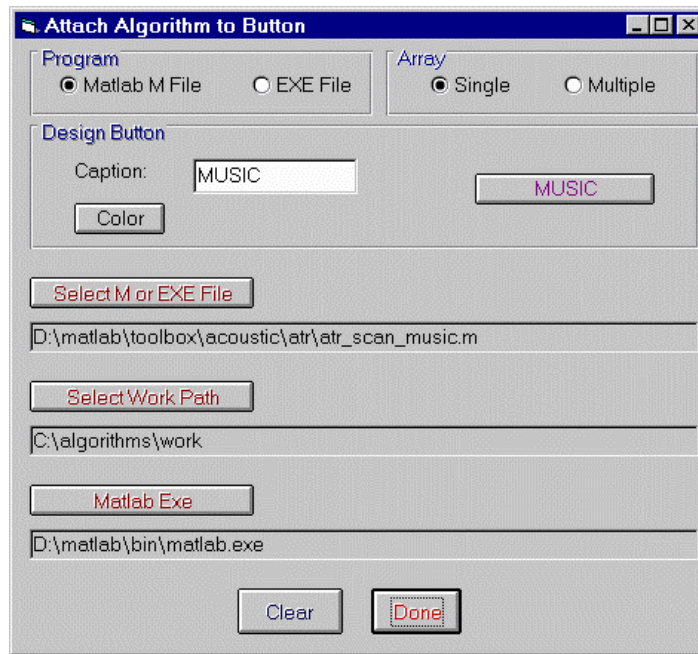 Attach Algorithm to Button
Program
Matlab M File EXE File
Array
Single Multiple
Design Button
Caption: MUSIC MUSIC
Color
Select M or EXE File
D:\matlab\toolbox\acoustic\atr\atr_scan_music.m
Select Work Path
C:\algorithms\work
Matlab Exe
D:\matlab\bin\matlab.exe
Clear Done